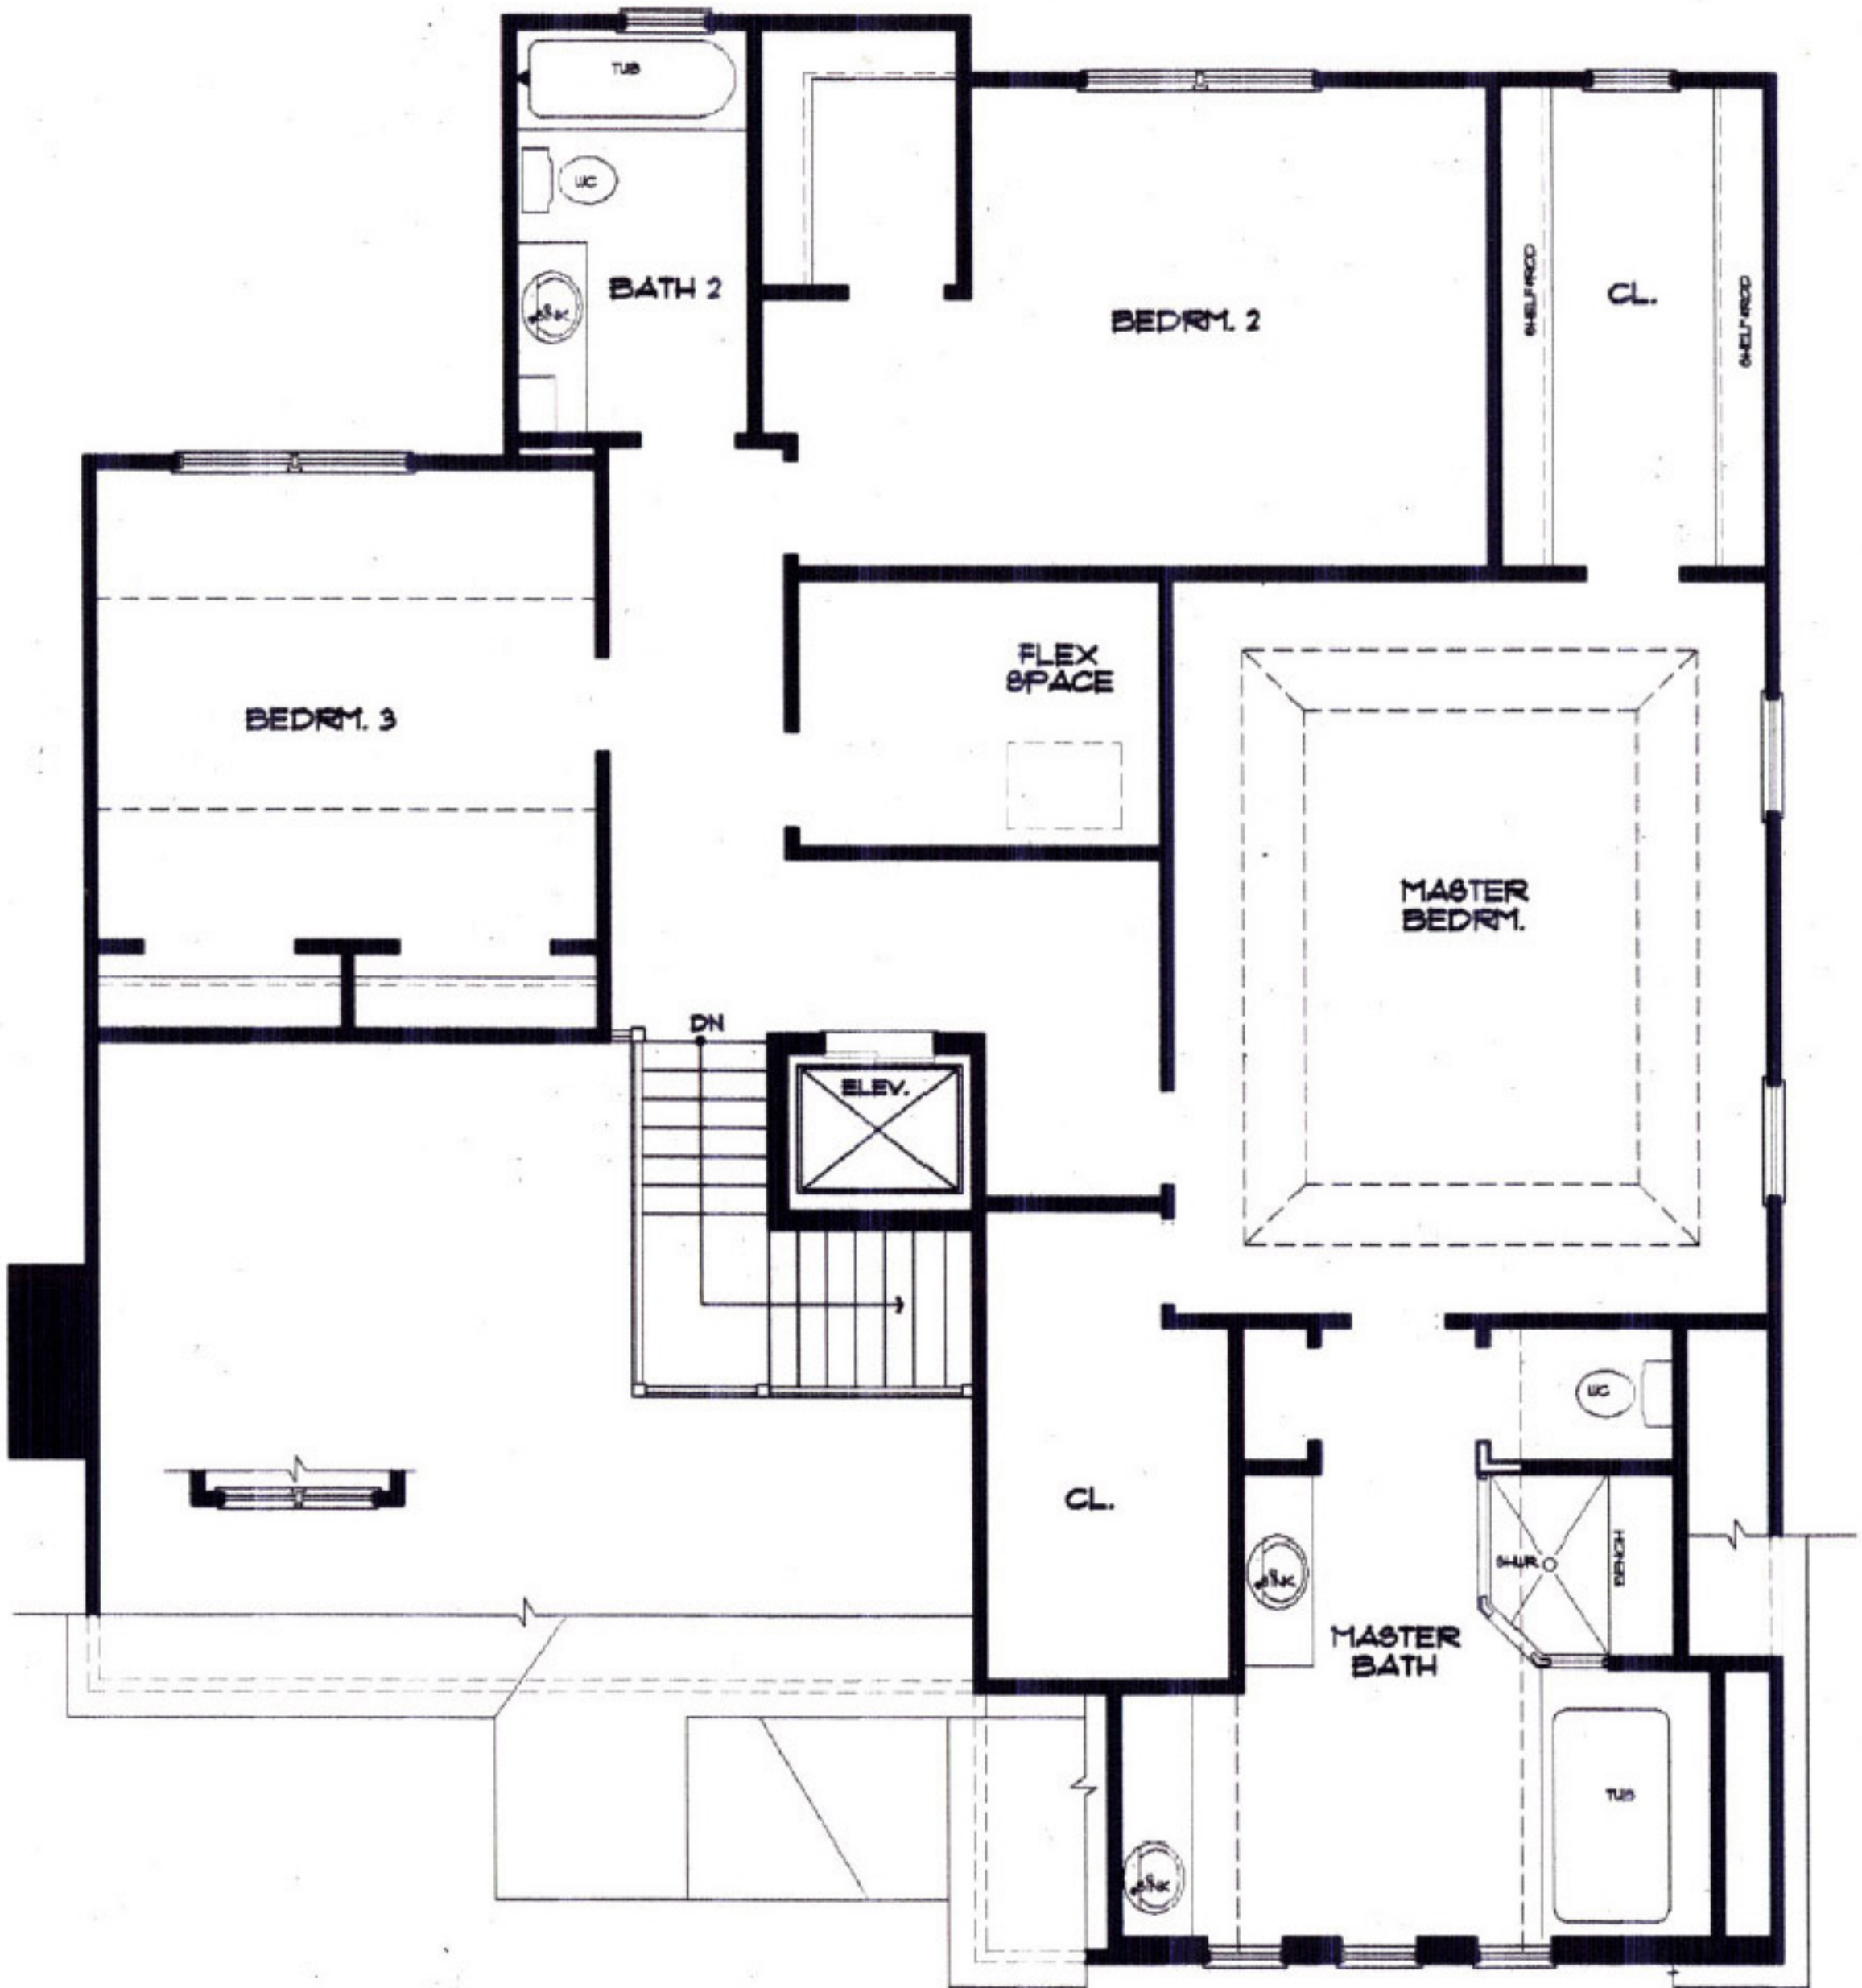 TUB
WC
SINK
BATH 2
BEDRM. 2
SHELF & ROD
CL.
SHELF & ROD
BEDRM. 3
FLEX
SPACE
MASTER
BEDRM.
DN
ELEV.
WC
CL.
SINK
SHWR.
BENCH
MASTER
BATH
TUB
SINK